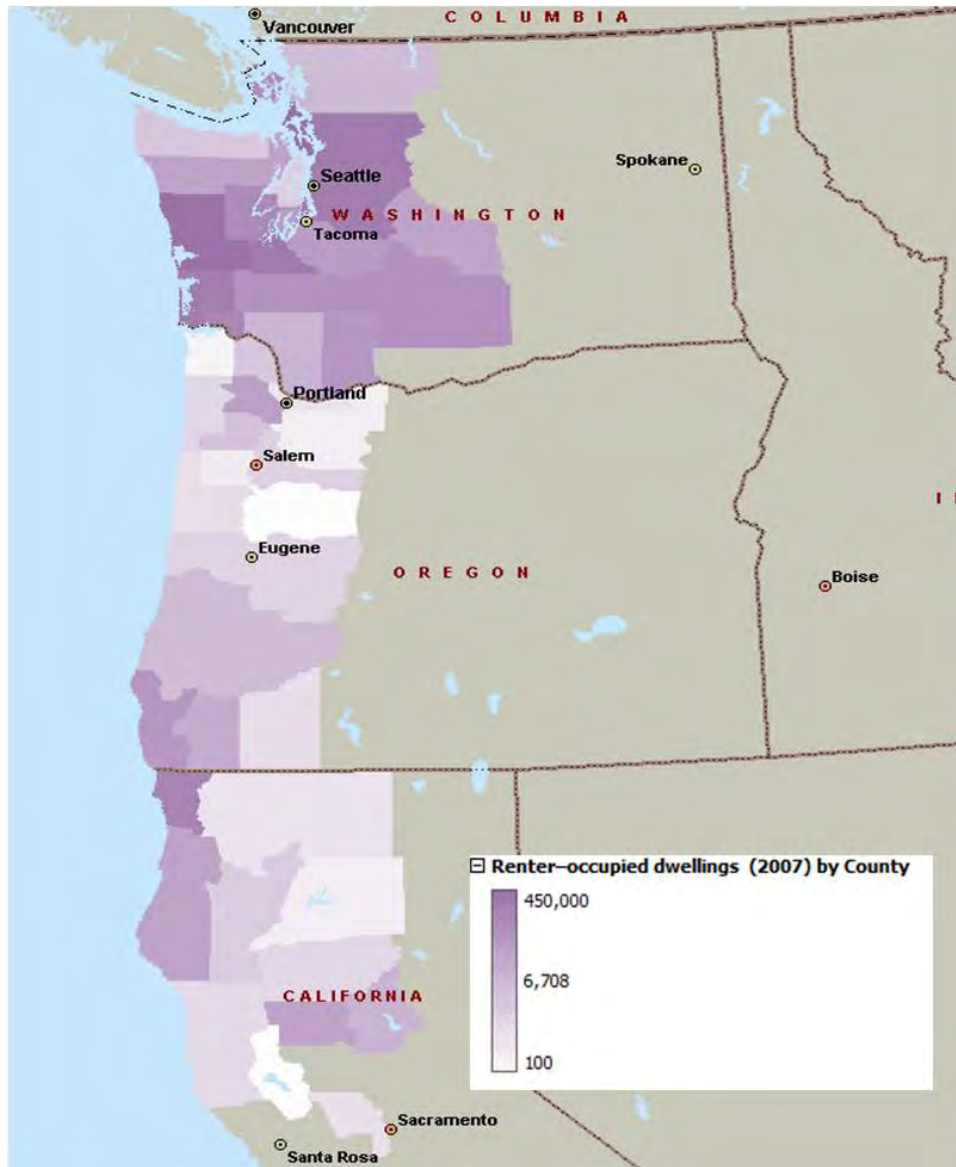 COLUMBIA
Vancouver
Spokane
Seattle
WASHINGTON
Tacoma
Portland
Salem
I
Eugene
OREGON
Boise
Renter-occupied dwellings (2007) by County
450,000
6,708
100
CALIFORNIA
Sacramento
Santa Rosa